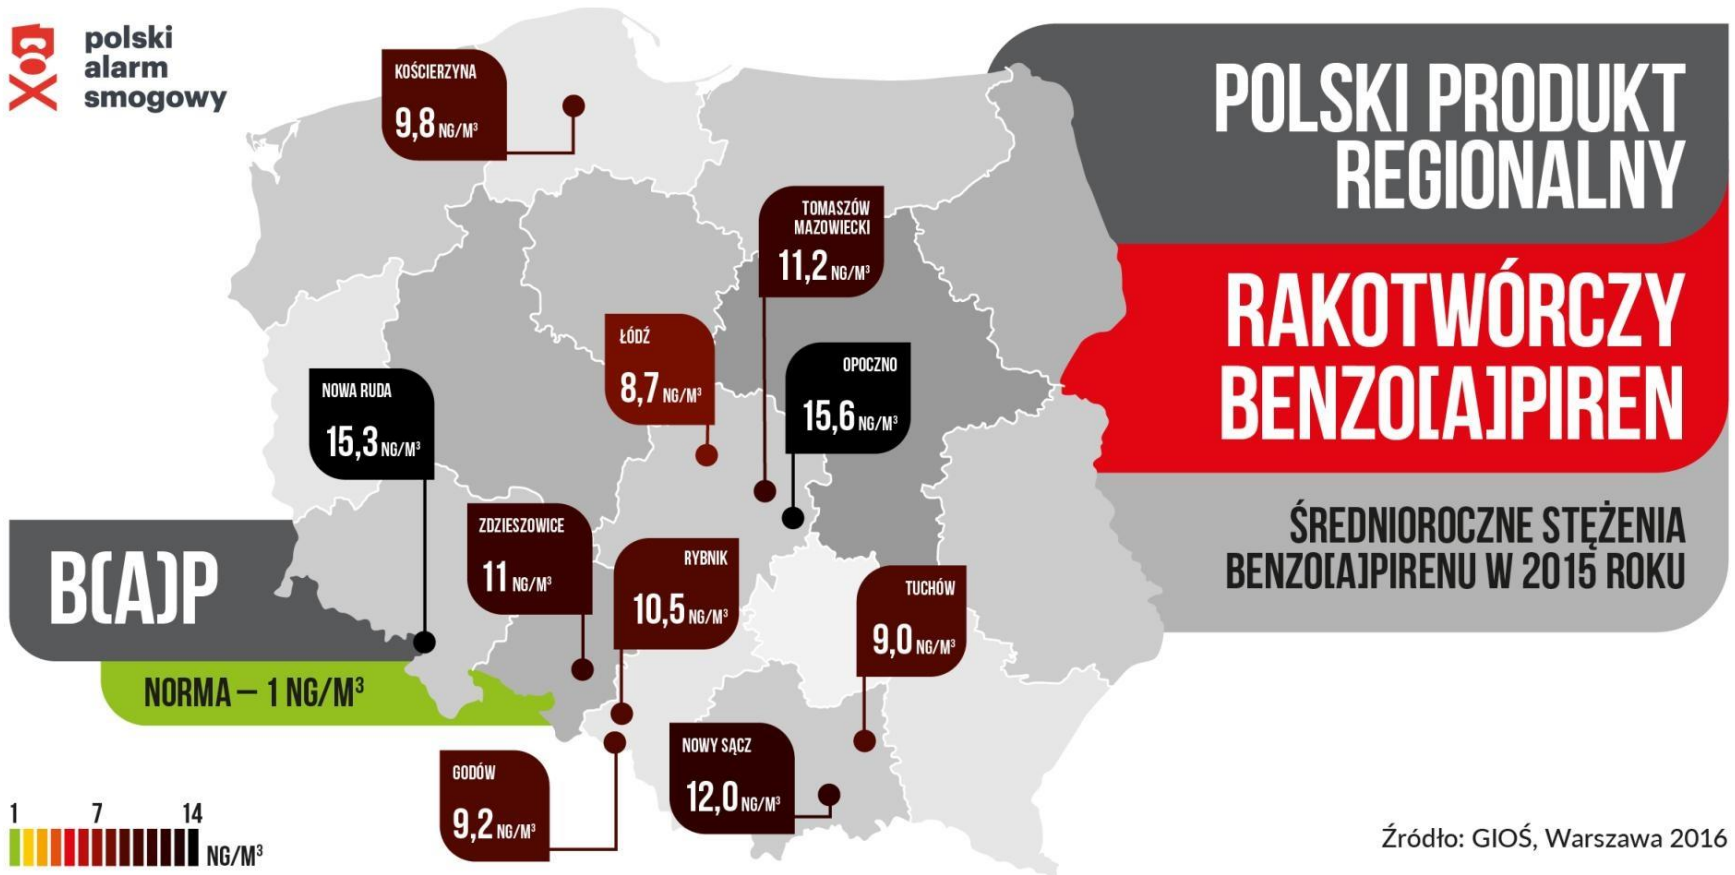 polski
alarm
smogowy
POLSKI PRODUKT
REGIONALNY
RAKOTWÓRCZY
BENZO[A]PIREN
ŚREDNIOROCZNE STĘŻENIA
BENZO[A]PIRENU W 2015 ROKU
KOŚCIERZYNA
9,8 NG/M³
TOMASZÓW
MAZOWIECKI
11,2 NG/M³
ŁÓDŹ
8,7 NG/M³
OPOCZNO
15,6 NG/M³
NOWA RUDA
15,3 NG/M³
ZDZIESZOWICE
11 NG/M³
RYBNIK
10,5 NG/M³
TUCHÓW
9,0 NG/M³
GODÓW
9,2 NG/M³
NOWY SĄCZ
12,0 NG/M³
B[A]P
NORMA – 1 NG/M³
1 7 14
NG/M³
Źródło: GIOŚ, Warszawa 2016